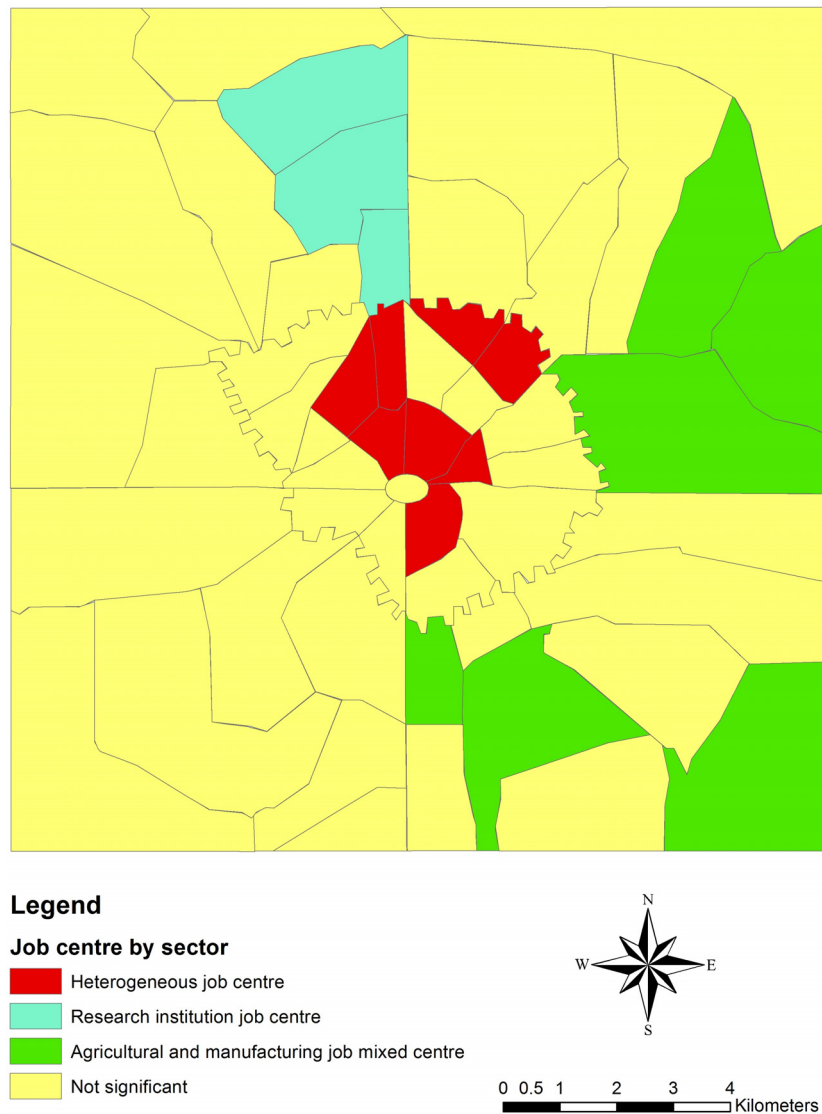 Legend
Job centre by sector
Heterogeneous job centre
Research institution job centre
Agricultural and manufacturing job mixed centre
Not significant
N
W E
S
0 0.5 1 2 3 4
Kilometers